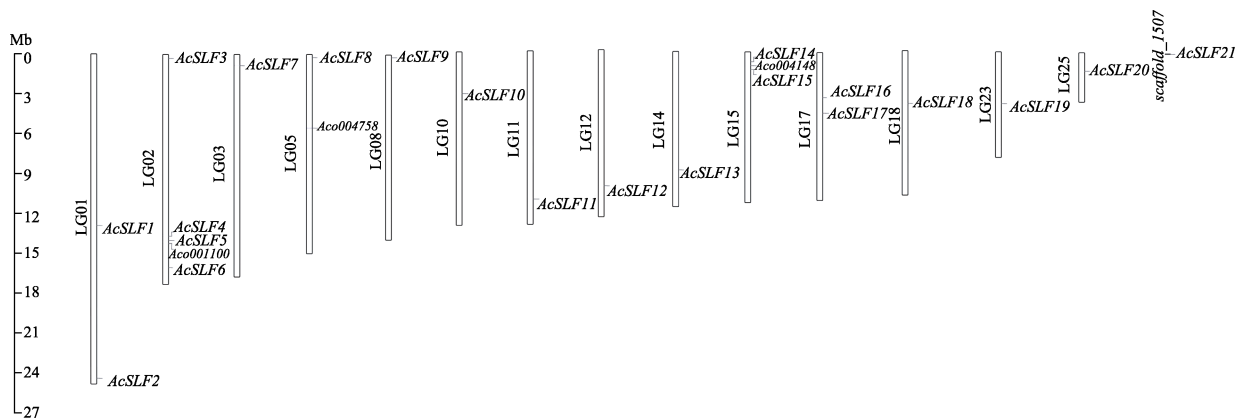 Mb
0
3
6
9
12
15
18
21
24
27
LG01
AcSLF1
AcSLF2
LG02
AcSLF3
AcSLF4
AcSLF5
Aco001100
AcSLF6
LG03
AcSLF7
LG05
AcSLF8
Aco004758
LG08
AcSLF9
LG10
AcSLF10
LG11
AcSLF11
LG12
AcSLF12
LG14
AcSLF13
LG15
AcSLF14
Aco004148
AcSLF15
LG17
AcSLF16
AcSLF17
LG18
AcSLF18
LG23
AcSLF19
LG25
AcSLF20
scaffold_1507
AcSLF21